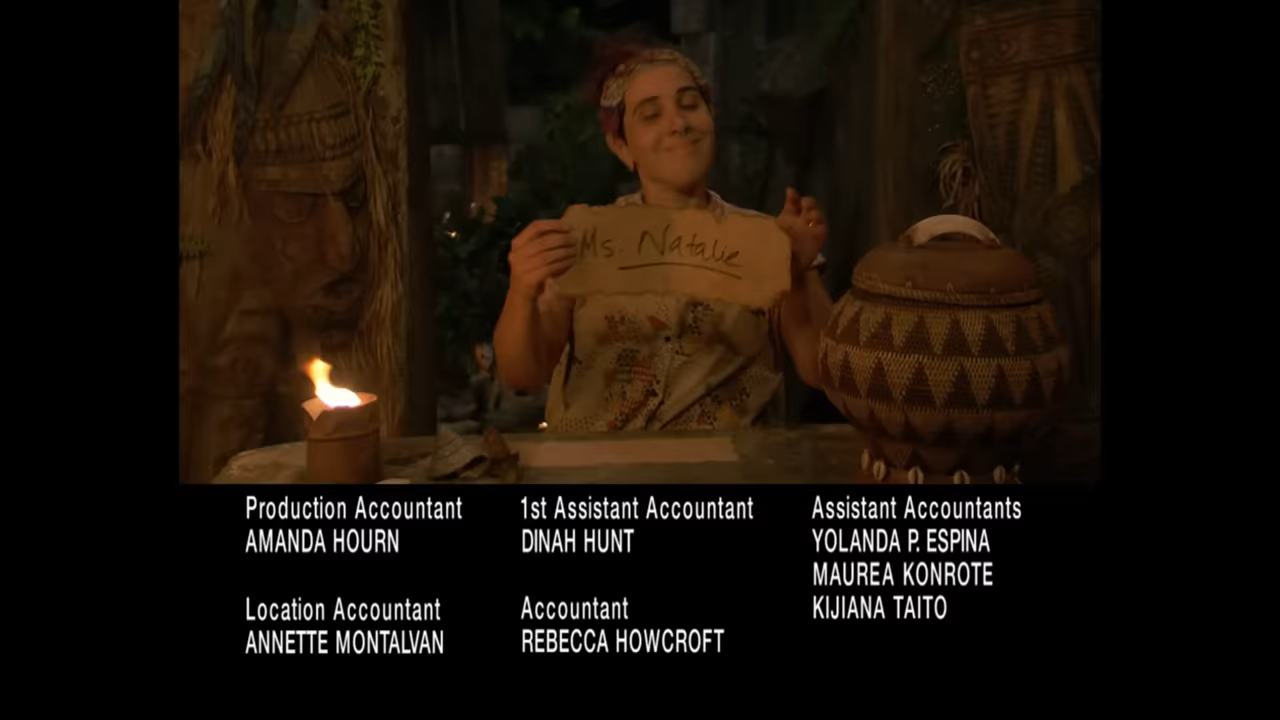 Ms. Natalie
Production Accountant
AMANDA HOURN
Location Accountant
ANNETTE MONTALVAN
1st Assistant Accountant
DINAH HUNT
Accountant
REBECCA HOWCROFT
Assistant Accountants
YOLANDA P. ESPINA
MAUREA KONROTE
KIJIANA TAITO